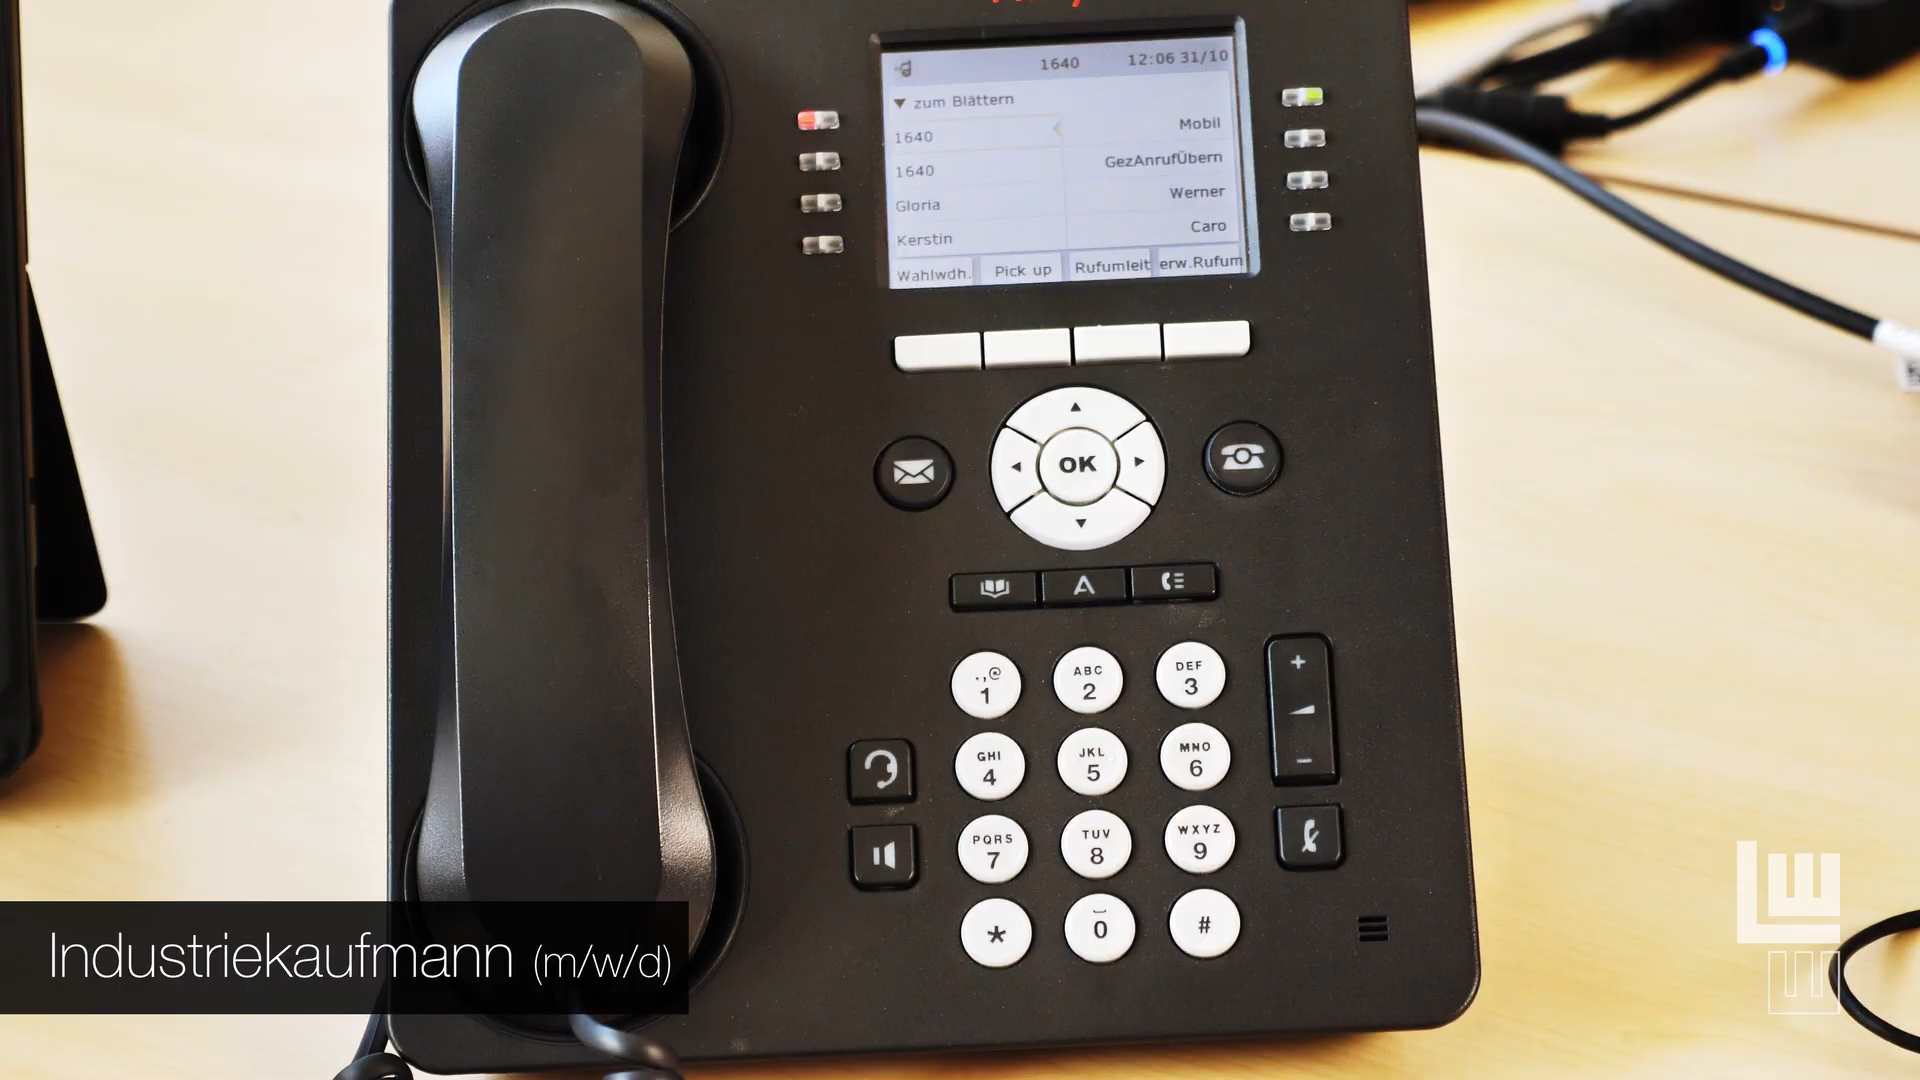 1640 12:06 31/10
zum Blättern
1640 Mobil
1640 GezAnrufÜbern
Gloria Werner
Kerstin Caro
Wahlwdh. Pick up Rufumleit erw.Rufum
OK
.,@ ABC DEF
1 2 3
+
GHI JKL MNO
4 5 6
−
PQRS TUV WXYZ
7 8 9
* 0 #
Industriekaufmann (m/w/d)